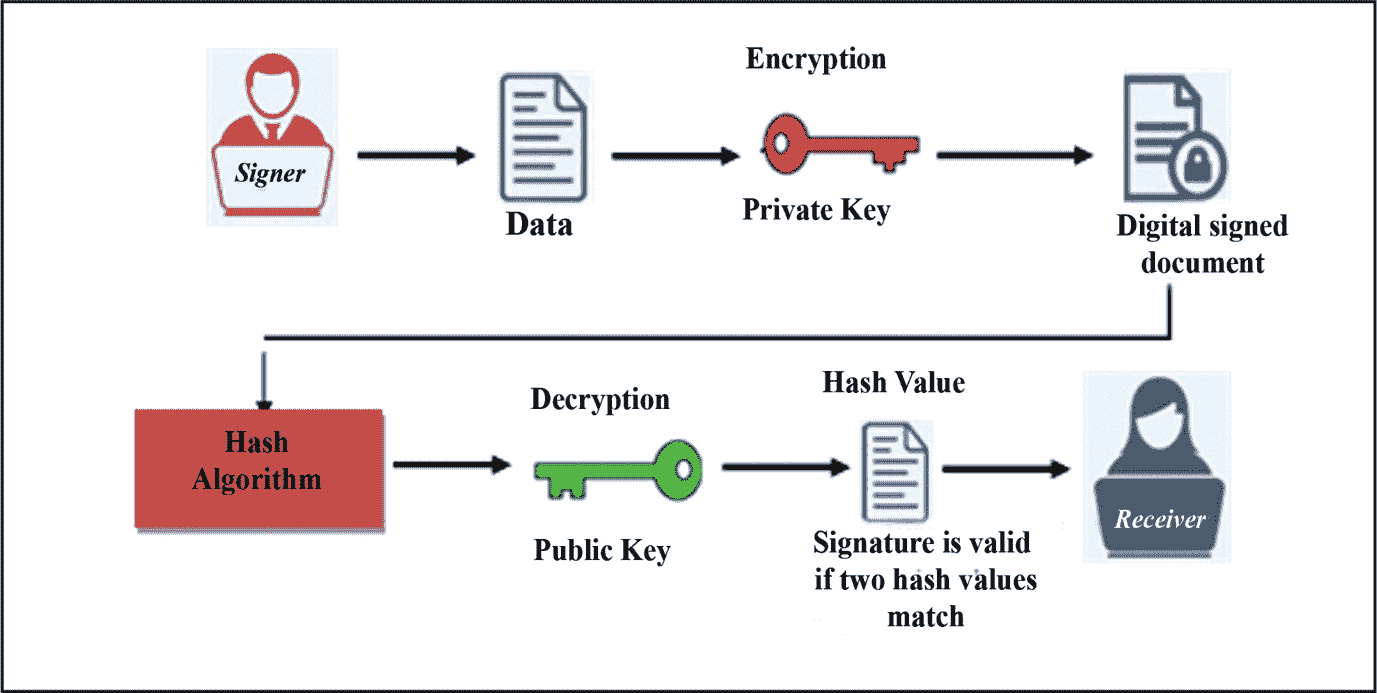 Encryption
Signer
Data
Private Key
Digital signed
document
Hash
Algorithm
Decryption
Public Key
Hash Value
Signature is valid
if two hash values
match
Receiver